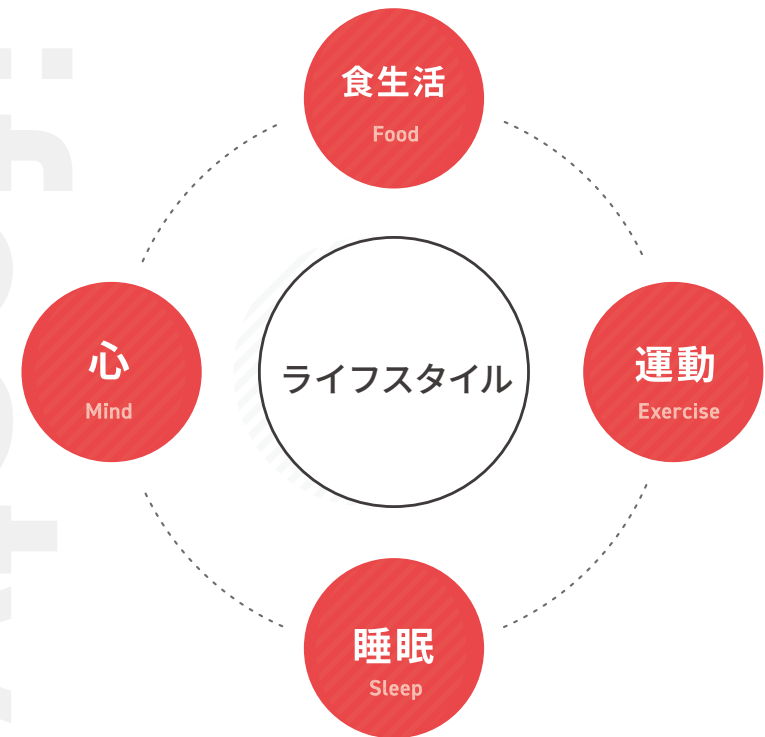 食生活
Food
心
Mind
ライフスタイル
運動
Exercise
睡眠
Sleep